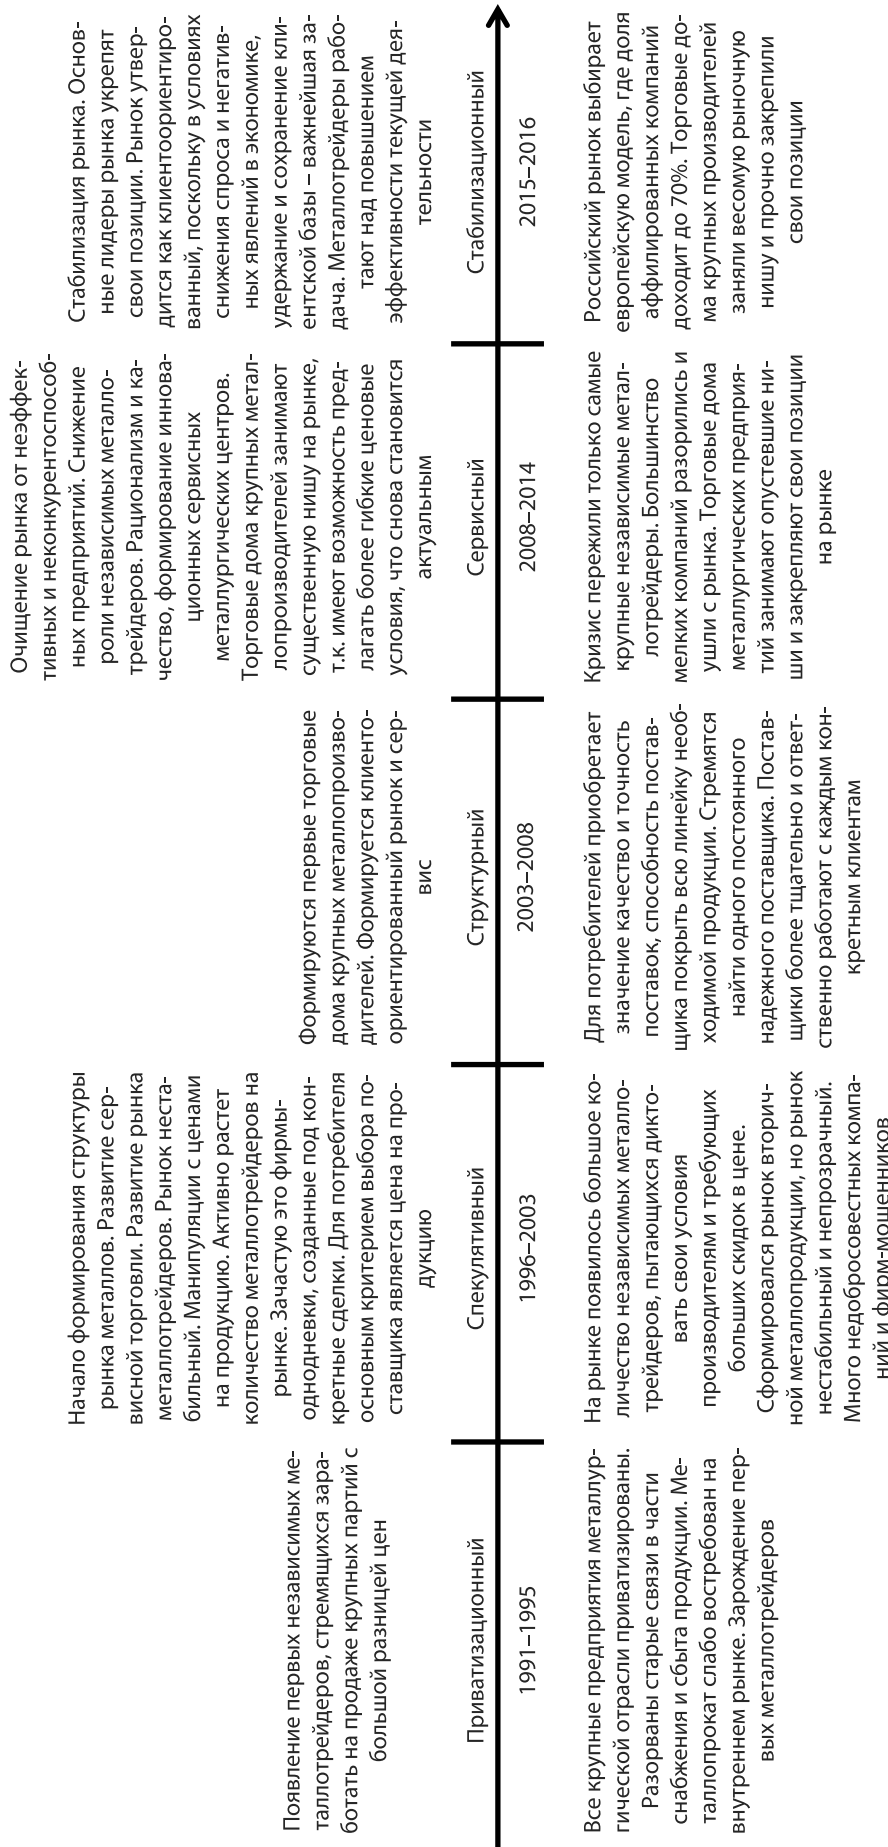 Появление первых независимых ме-
таллотрейдеров, стремящихся зара-
ботать на продаже крупных партий с
большой разницей цен
Приватизационный
1991–1995
Все крупные предприятия металлур-
гической отрасли приватизированы.
Разорваны старые связи в части
снабжения и сбыта продукции. Ме-
таллопрокат слабо востребован на
внутреннем рынке. Зарождение пер-
вых металлотрейдеров
Начало формирования структуры
рынка металлов. Развитие сер-
висной торговли. Развитие рынка
металлотрейдеров. Рынок неста-
бильный. Манипуляции с ценами
на продукцию. Активно растет
количество металлотрейдеров на
рынке. Зачастую это фирмы-
однодневки, созданные под кон-
кретные сделки. Для потребителя
основным критерием выбора по-
ставщика является цена на про-
дукцию
Спекулятивный
1996–2003
На рынке появилось большое ко-
личество независимых металло-
трейдеров, пытающихся дикто-
вать свои условия
производителям и требующих
больших скидок в цене.
Сформировался рынок вторич-
ной металлопродукции, но рынок
нестабильный и непрозрачный.
Много недобросовестных компа-
ний и фирм-мошенников
Формируются первые торговые
дома крупных металлопроизво-
дителей. Формируется клиенто-
ориентированный рынок и сер-
вис
Структурный
2003–2008
Для потребителей приобретает
значение качество и точность
поставок, способность постав-
щика покрыть всю линейку необ-
ходимой продукции. Стремятся
найти одного постоянного
надежного поставщика. Постав-
щики более тщательно и ответ-
ственно работают с каждым кон-
кретным клиентам
Очищение рынка от неэффек-
тивных и неконкурентоспособ-
ных предприятий. Снижение
роли независимых металло-
трейдеров. Рационализм и ка-
чество, формирование иннова-
ционных сервисных
металлургических центров.
Торговые дома крупных метал-
лопроизводителей занимают
существенную нишу на рынке,
т.к. имеют возможность пред-
лагать более гибкие ценовые
условия, что снова становится
актуальным
Сервисный
2008–2014
Кризис пережили только самые
крупные независимые метал-
лотрейдеры. Большинство
мелких компаний разорились и
ушли с рынка. Торговые дома
металлургических предприя-
тий занимают опустевшие ни-
ши и закрепляют свои позиции
на рынке
Стабилизация рынка. Основ-
ные лидеры рынка укрепят
свои позиции. Рынок утвер-
дится как клиентоориентиро-
ванный, поскольку в условиях
снижения спроса и негатив-
ных явлений в экономике,
удержание и сохранение кли-
ентской базы – важнейшая за-
дача. Металлотрейдеры рабо-
тают над повышением
эффективности текущей дея-
тельности
Стабилизационный
2015–2016
Российский рынок выбирает
европейскую модель, где доля
аффилированных компаний
доходит до 70%. Торговые до-
ма крупных производителей
заняли весомую рыночную
нишу и прочно закрепили
свои позиции